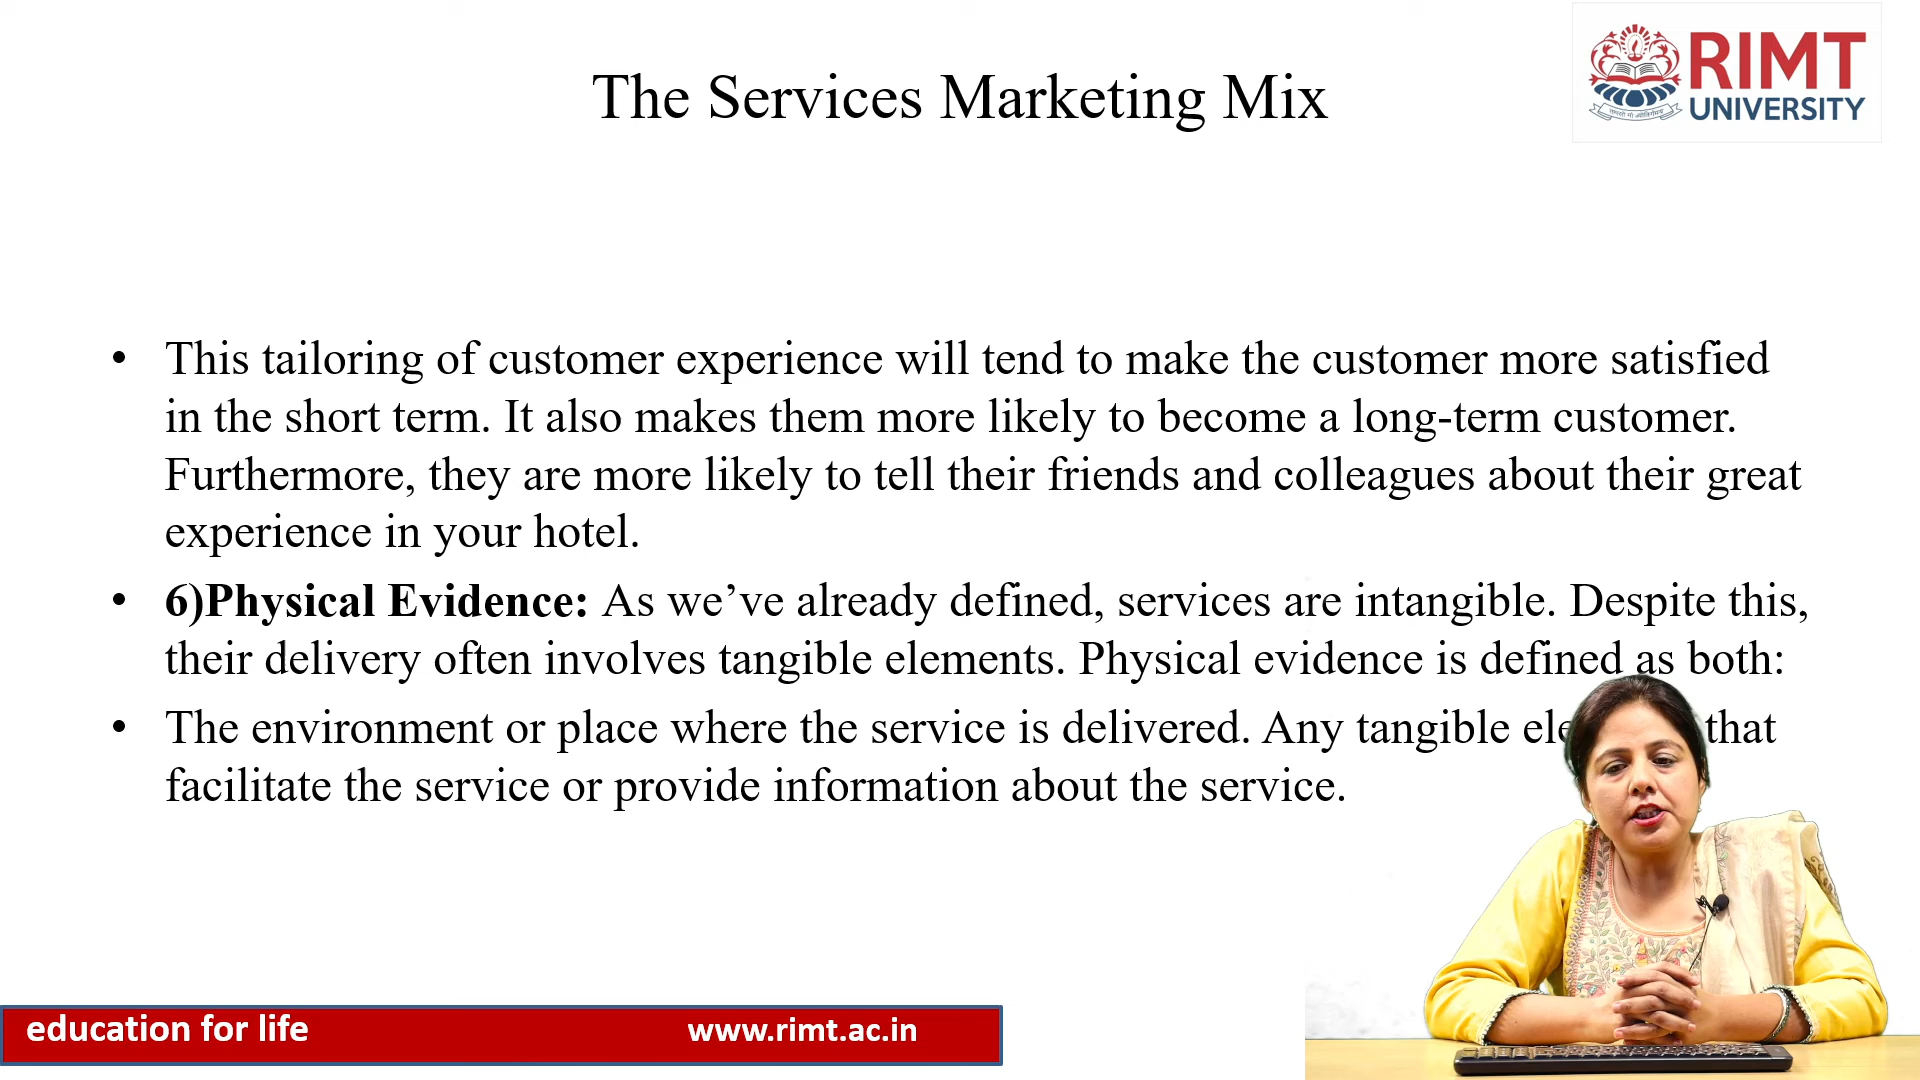 The Services Marketing Mix
RIMT
UNIVERSITY
• This tailoring of customer experience will tend to make the customer more satisfied
in the short term. It also makes them more likely to become a long-term customer.
Furthermore, they are more likely to tell their friends and colleagues about their great
experience in your hotel.
• 6)Physical Evidence: As we’ve already defined, services are intangible. Despite this,
their delivery often involves tangible elements. Physical evidence is defined as both:
• The environment or place where the service is delivered. Any tangible that
facilitate the service or provide information about the service.
education for life
www.rimt.ac.in